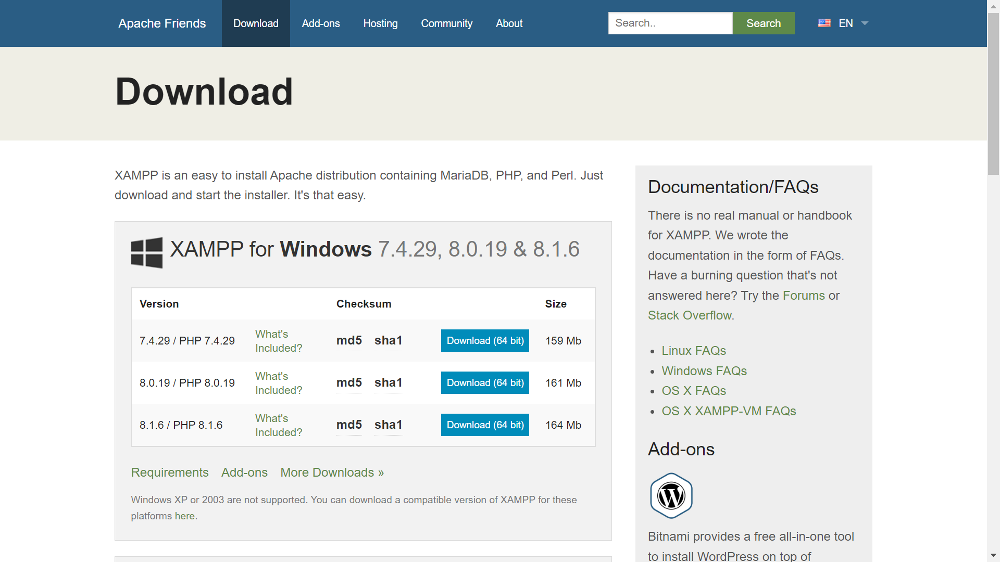 Apache Friends Download Add-ons Hosting Community About Search.. Search EN
Download
XAMPP is an easy to install Apache distribution containing MariaDB, PHP, and Perl. Just
download and start the installer. It's that easy.
XAMPP for Windows 7.4.29, 8.0.19 & 8.1.6
Version Checksum Size
7.4.29 / PHP 7.4.29 What's Included? md5 sha1 Download (64 bit) 159 Mb
8.0.19 / PHP 8.0.19 What's Included? md5 sha1 Download (64 bit) 161 Mb
8.1.6 / PHP 8.1.6 What's Included? md5 sha1 Download (64 bit) 164 Mb
Requirements Add-ons More Downloads »
Windows XP or 2003 are not supported. You can download a compatible version of XAMPP for these
platforms here.
Documentation/FAQs
There is no real manual or handbook
for XAMPP. We wrote the
documentation in the form of FAQs.
Have a burning question that's not
answered here? Try the Forums or
Stack Overflow.
• Linux FAQs
• Windows FAQs
• OS X FAQs
• OS X XAMPP-VM FAQs
Add-ons
Bitnami provides a free all-in-one tool
to install WordPress on top of